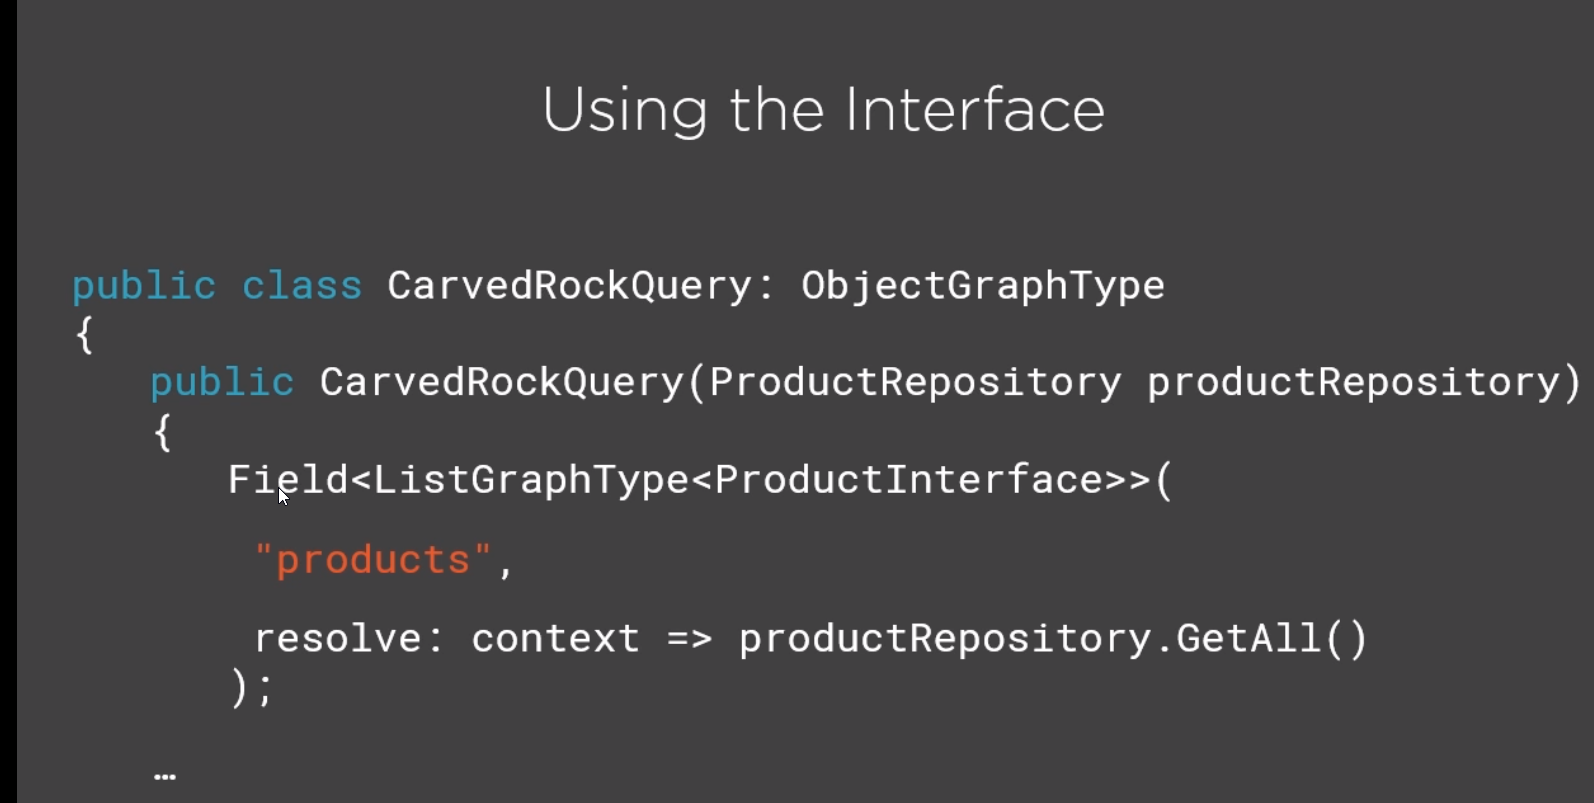 Using the Interface
public class CarvedRockQuery: ObjectGraphType
{
public CarvedRockQuery(ProductRepository productRepository)
{
Field<ListGraphType<ProductInterface>>(
"products",
resolve: context => productRepository.GetAll()
);
…